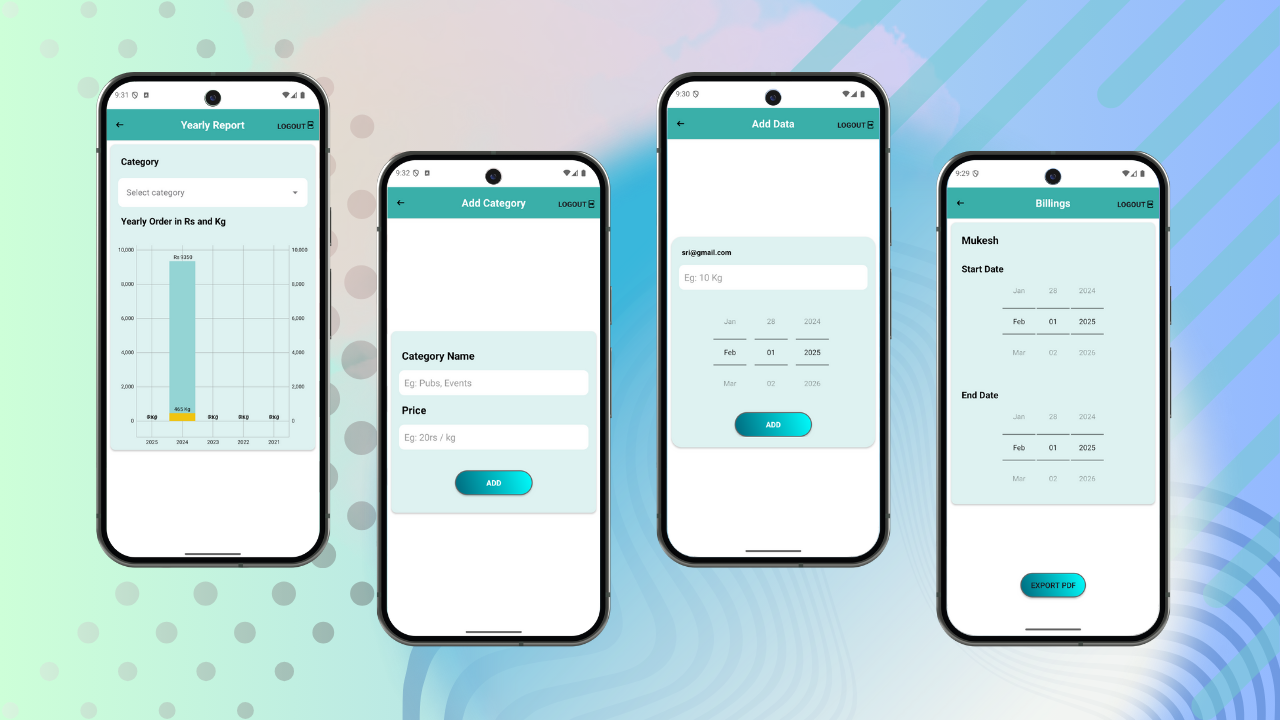 9:31
Yearly Report
LOGOUT
Category
Select category
Yearly Order in Rs and Kg
10,000 10,000
Rs 9350
8,000 8,000
6,000 6,000
4,000 4,000
2,000 2,000
465 Kg
0 0
2025 2024 2023 2022 2021
9:32
Add Category
LOGOUT
Category Name
Eg: Pubs, Events
Price
Eg: 20rs / kg
ADD
9:30
Add Data
LOGOUT
sri@gmail.com
Eg: 10 Kg
Jan 28 2024
Feb 01 2025
Mar 02 2026
ADD
9:29
Billings
LOGOUT
Mukesh
Start Date
Jan 28 2024
Feb 01 2025
Mar 02 2026
End Date
Jan 28 2024
Feb 01 2025
Mar 02 2026
EXPORT PDF